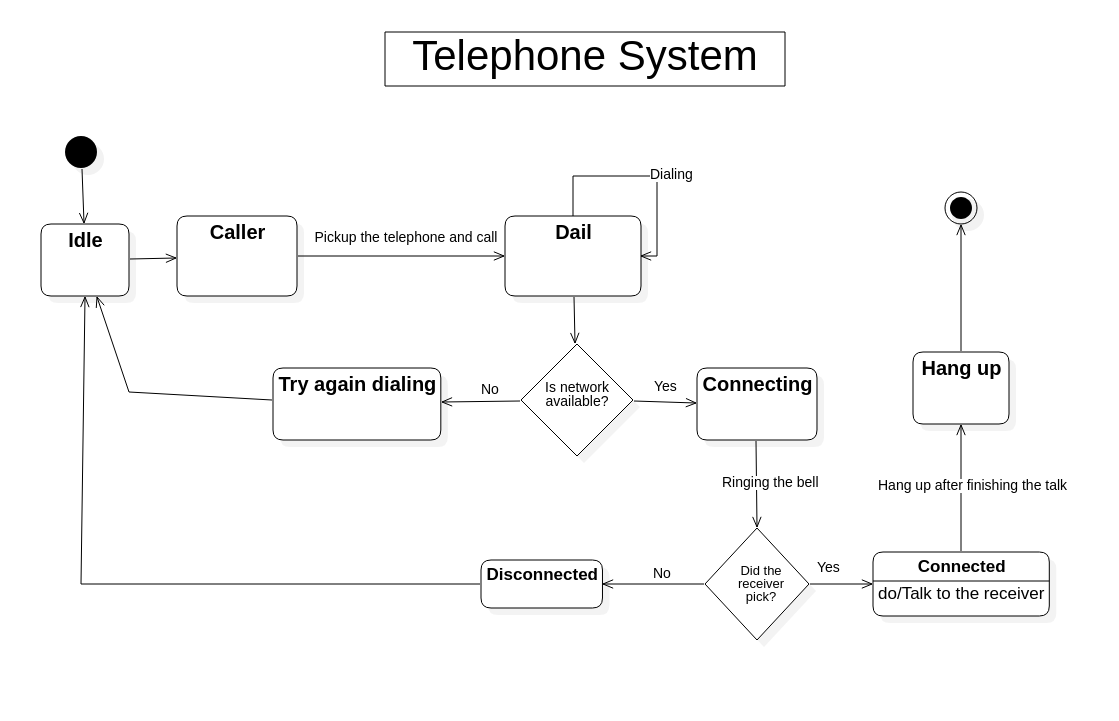 Telephone System
Dialing
Idle
Caller
Pickup the telephone and call
Dail
Try again dialing
No
Is network
available?
Yes
Connecting
Hang up
Ringing the bell
Hang up after finishing the talk
Disconnected
No
Did the
receiver
pick?
Yes
Connected
do/Talk to the receiver